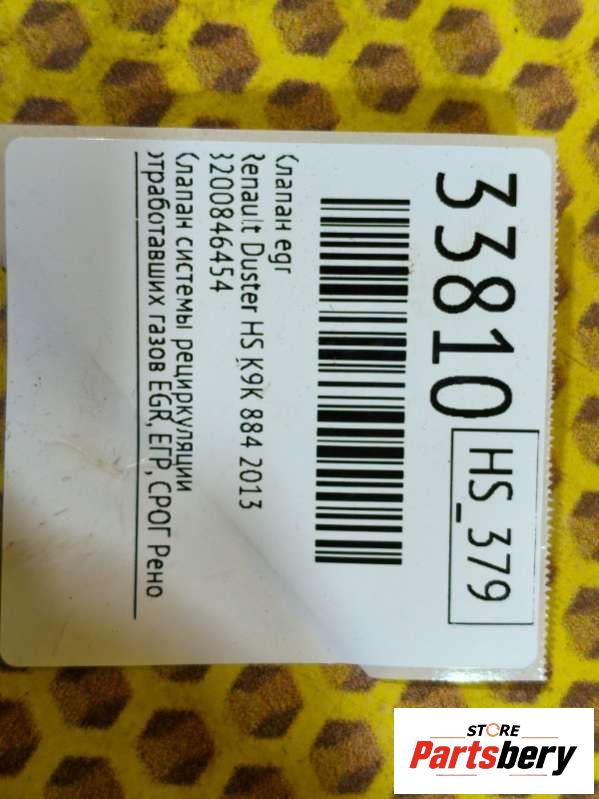 33810
HS_379
Клапан egr
Renault Duster HS K9K 884 2013
8200846454
Клапан системы рециркуляции
отработавших газов EGR, ЕГР, СРОГ Рено
STORE
Partsbery